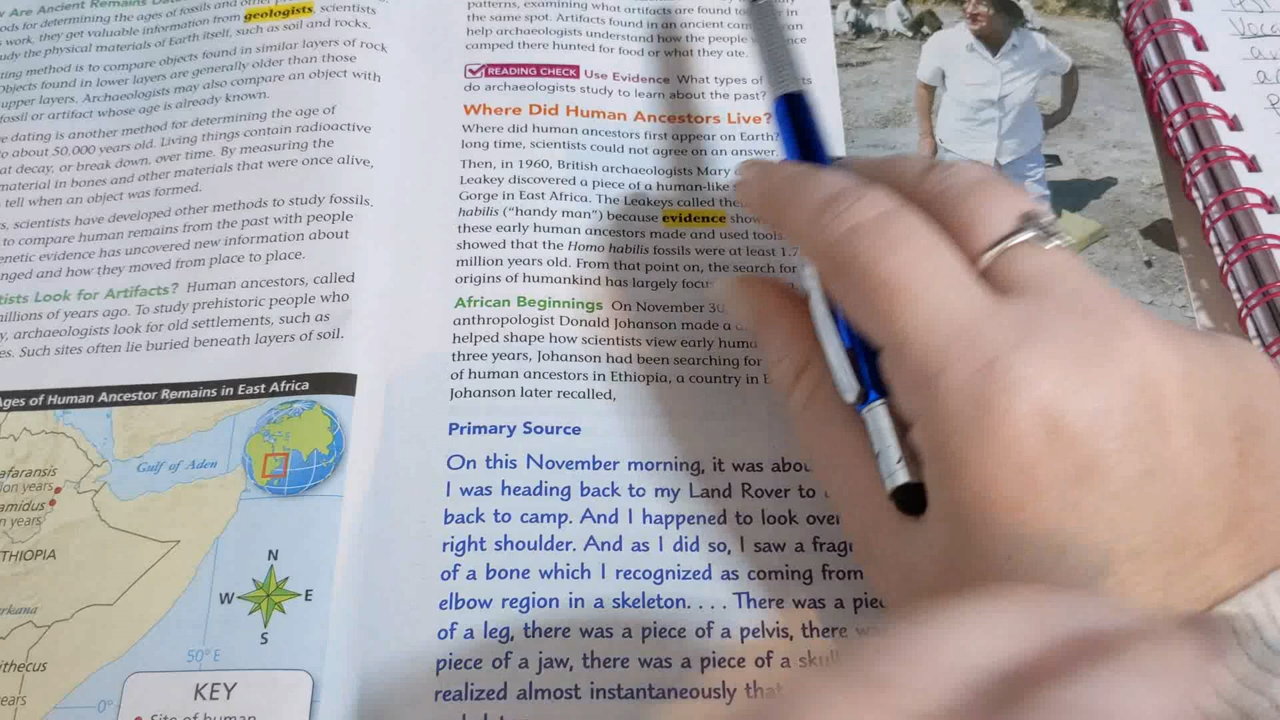 Are Ancient Remains
ods for determining the ages of fossils and other
geologists, scientists
work, they get valuable information from
udy the physical materials of Earth itself, such as soil and rocks.
ting method is to compare objects found in similar layers of rock
Objects found in lower layers are generally older than those
upper layers. Archaeologists may also compare an object with
fossil or artifact whose age is already known.
dating is another method for determining the age of
o about 50,000 years old. Living things contain radioactive
at decay, or break down, over time. By measuring the
material in bones and other materials that were once alive,
tell when an object was formed.
s, scientists have developed other methods to study fossils.
to compare human remains from the past with people
enetic evidence has uncovered new information about
nged and how they moved from place to place.
tists Look for Artifacts? Human ancestors, called
millions of years ago. To study prehistoric people who
y, archaeologists look for old settlements, such as
es. Such sites often lie buried beneath layers of soil.
Ages of Human Ancestor Remains in East Africa
Gulf of Aden
afaransis
ion years
amidus
n years
THIOPIA
N
W
E
S
rkana
50°E
ithecus
ears
0°
KEY
Site of human
patterns, examining what artifacts are found in
the same spot. Artifacts found in an ancient
help archaeologists understand how the people
camped there hunted for food or what they ate.
READING CHECK Use Evidence What types of
do archaeologists study to learn about the past?
Where Did Human Ancestors Live?
Where did human ancestors first appear on Earth?
long time, scientists could not agree on an answer.
Then, in 1960, British archaeologists Mary
Leakey discovered a piece of a human-like
Gorge in East Africa. The Leakeys called
habilis ("handy man") because evidence
these early human ancestors made and used tools
showed that the Homo habilis fossils were at least 1.7
million years old. From that point on, the search for
origins of humankind has largely
African Beginnings On November 30
anthropologist Donald Johanson made a
helped shape how scientists view early
three years, Johanson had been searching for
of human ancestors in Ethiopia, a country in E
Johanson later recalled,
Primary Source
On this November morning, it was
I was heading back to my Land Rover to
back to camp. And I happened to look over
right shoulder. And as I did so, I saw a
of a bone which I recognized as coming from
elbow region in a skeleton. . . . There was a
of a leg, there was a piece of a pelvis, there
piece of a jaw, there was a piece of a
realized almost instantaneously